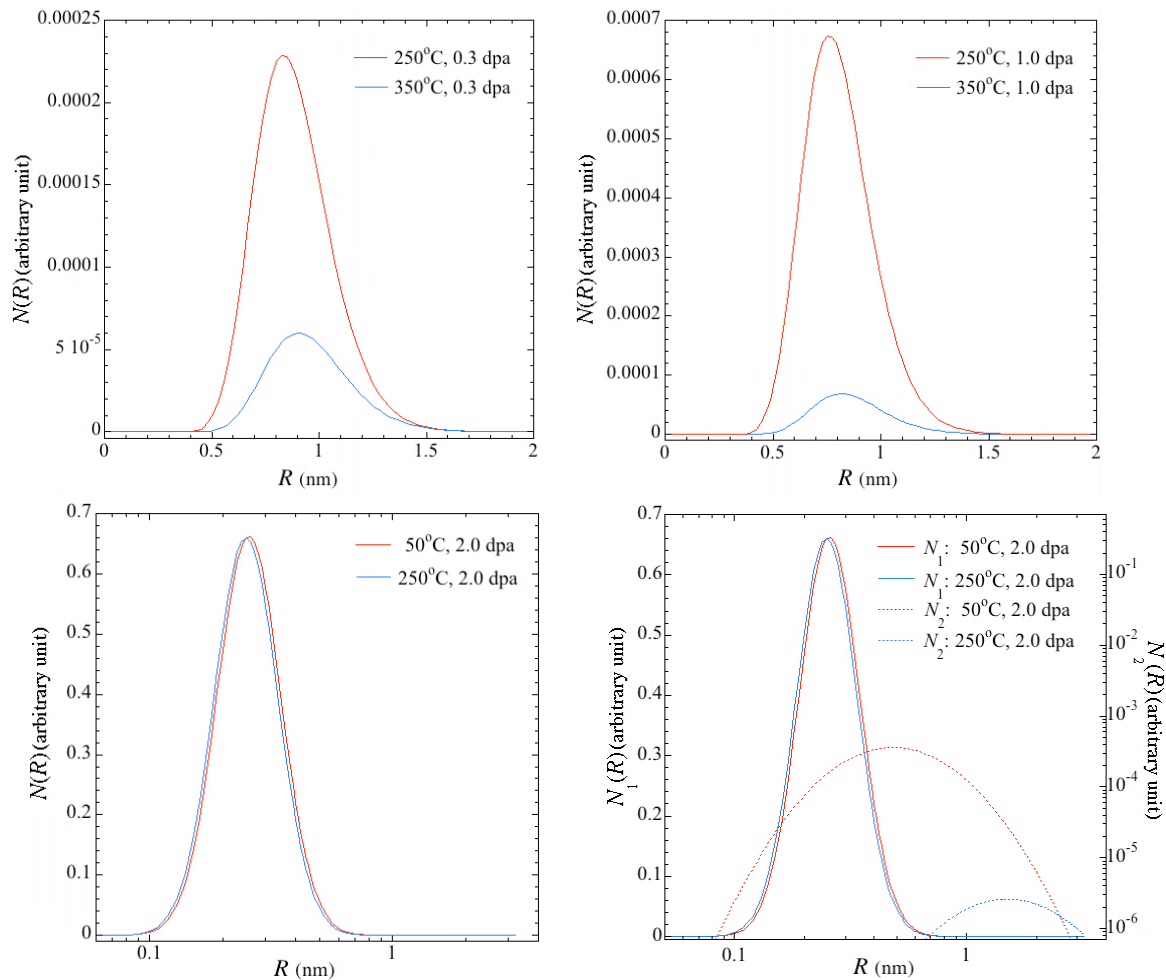 250°C, 0.3 dpa
350°C, 0.3 dpa
N(R) (arbitrary unit)
0.00025
0.0002
0.00015
0.0001
5 10⁻⁵
0
0
0.5
1
1.5
2
R (nm)
250°C, 1.0 dpa
350°C, 1.0 dpa
N(R) (arbitrary unit)
0.0007
0.0006
0.0005
0.0004
0.0003
0.0002
0.0001
0
0
0.5
1
1.5
2
R (nm)
50°C, 2.0 dpa
250°C, 2.0 dpa
N(R) (arbitrary unit)
0.7
0.6
0.5
0.4
0.3
0.2
0.1
0
0.1
1
R (nm)
N₁: 50°C, 2.0 dpa
N₁: 250°C, 2.0 dpa
N₂: 50°C, 2.0 dpa
N₂: 250°C, 2.0 dpa
N₁(R) (arbitrary unit)
0.7
0.6
0.5
0.4
0.3
0.2
0.1
0
0.1
1
R (nm)
10⁻¹
10⁻²
10⁻³
10⁻⁴
10⁻⁵
10⁻⁶
N₂(R) (arbitrary unit)